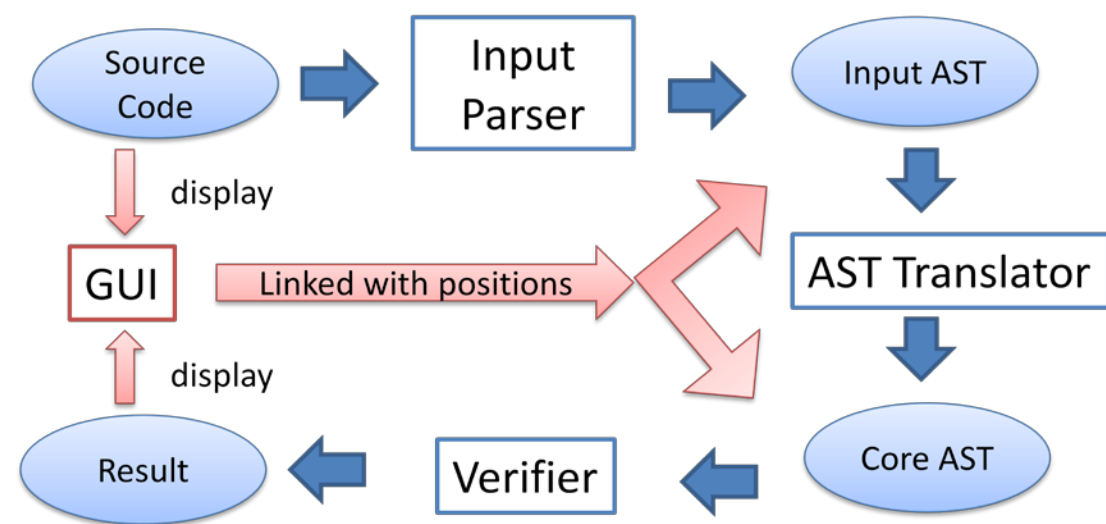 Source
Code
Input
Parser
Input AST
display
GUI
Linked with positions
AST Translator
display
Result
Verifier
Core AST